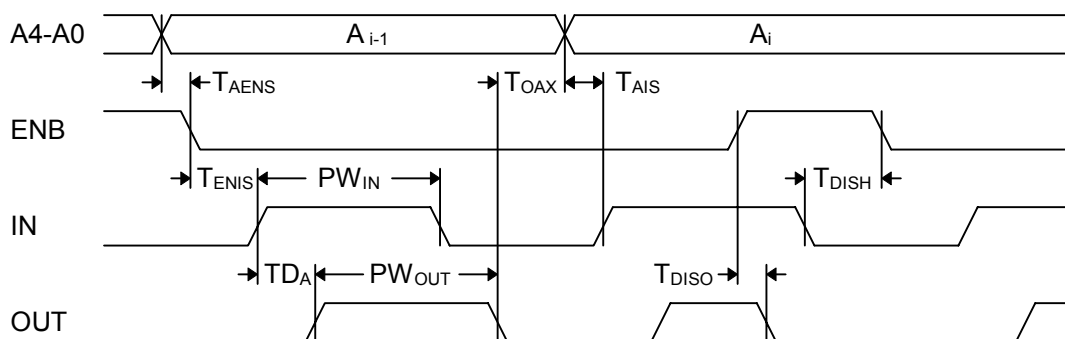 A4-A0 A i-1 Ai
TAENS TOAX TAIS
ENB
TENIS PWIN TDISH
IN
TDA PWOUT TDISO
OUT